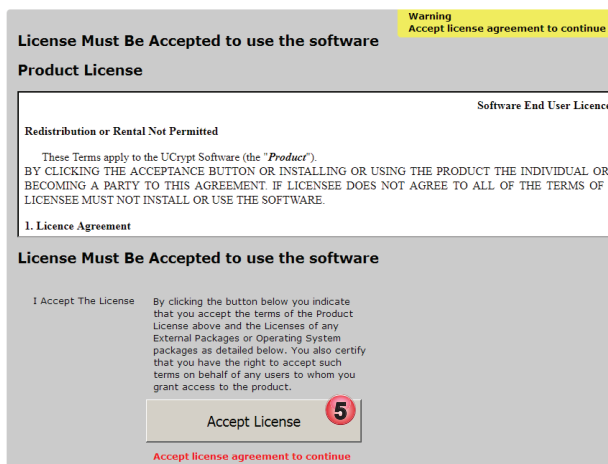 Warning
Accept license agreement to continue
License Must Be Accepted to use the software
Product License
Software End User Licence
Redistribution or Rental Not Permitted
These Terms apply to the UCrypt Software (the "Product").
BY CLICKING THE ACCEPTANCE BUTTON OR INSTALLING OR USING THE PRODUCT THE INDIVIDUAL OR
BECOMING A PARTY TO THIS AGREEMENT. IF LICENSEE DOES NOT AGREE TO ALL OF THE TERMS OF
LICENSEE MUST NOT INSTALL OR USE THE SOFTWARE.
1. Licence Agreement
License Must Be Accepted to use the software
I Accept The License
By clicking the button below you indicate
that you accept the terms of the Product
License above and the Licenses of any
External Packages or Operating System
packages as detailed below. You also certify
that you have the right to accept such
terms on behalf of any users to whom you
grant access to the product.
Accept License
5
Accept license agreement to continue